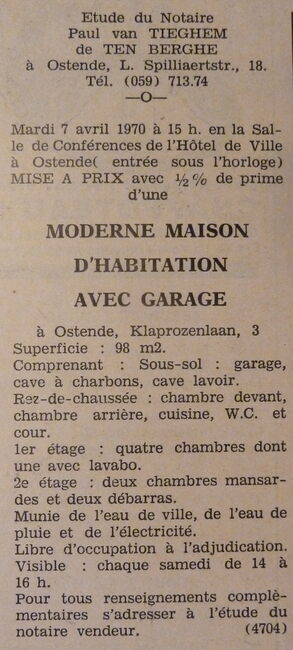 Etude du Notaire
Paul van TIEGHEM
de TEN BERGHE
à Ostende, L. Spilliaertstr., 18.
Tél. (059) 713.74
—O—
Mardi 7 avril 1970 à 15 h. en la Sal-
le de Conférences de l'Hôtel de Ville
à Ostende( entrée sous l'horloge)
MISE A PRIX avec ½% de prime
d'une
MODERNE MAISON
D'HABITATION
AVEC GARAGE
à Ostende, Klaprozenlaan, 3
Superficie : 98 m2.
Comprenant : Sous-sol : garage,
cave à charbons, cave lavoir.
Rez-de-chaussée : chambre devant,
chambre arrière, cuisine, W.C. et
cour.
1er étage : quatre chambres dont
une avec lavabo.
2e étage : deux chambres mansar-
des et deux débarras.
Munie de l'eau de ville, de l'eau de
pluie et de l'électricité.
Libre d'occupation à l'adjudication.
Visible : chaque samedi de 14 à
16 h.
Pour tous renseignements complè-
mentaires s'adresser à l'étude du
notaire vendeur. (4704)